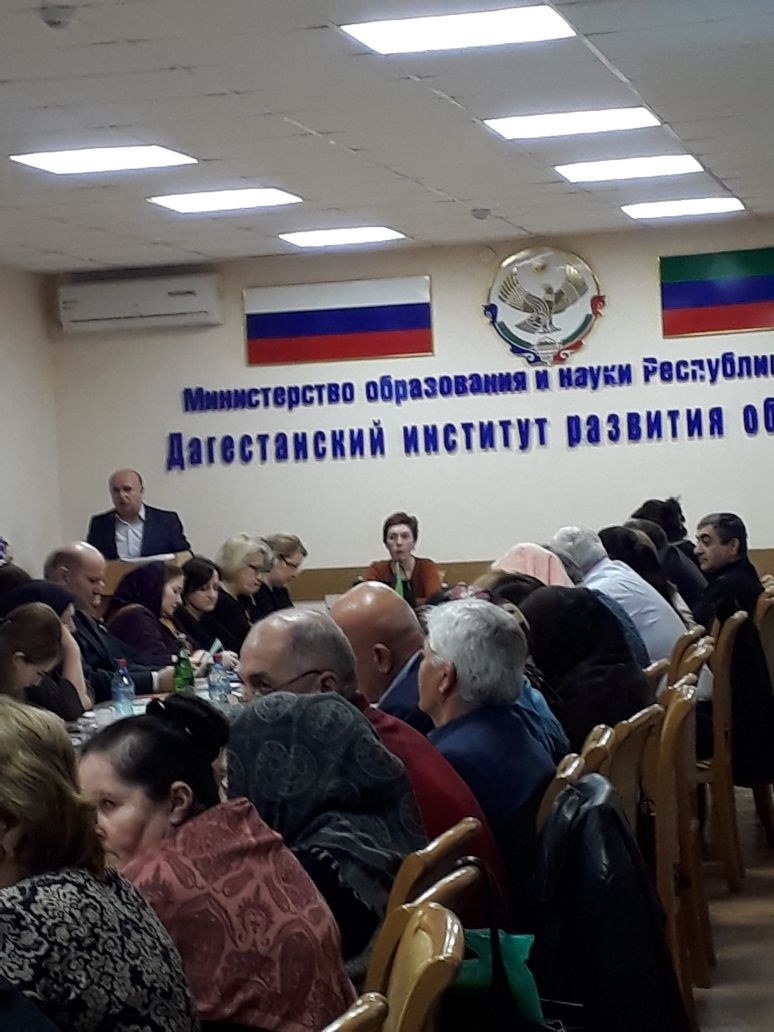 Министерство образования и науки Республи
Дагестанский институт развития об